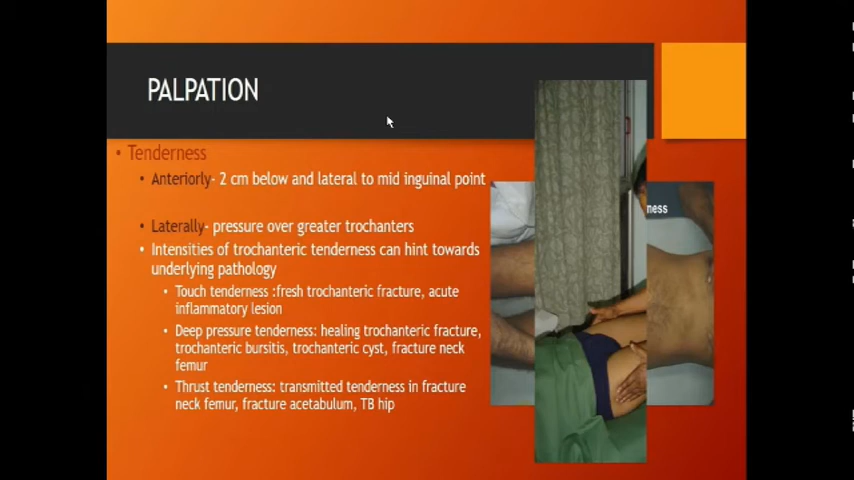 PALPATION
• Tenderness
• Anteriorly- 2 cm below and lateral to mid inguinal point
• Laterally- pressure over greater trochanters
• Intensities of trochanteric tenderness can hint towards
underlying pathology
• Touch tenderness :fresh trochanteric fracture, acute
inflammatory lesion
• Deep pressure tenderness: healing trochanteric fracture,
trochanteric bursitis, trochanteric cyst, fracture neck
femur
• Thrust tenderness: transmitted tenderness in fracture
neck femur, fracture acetabulum, TB hip
ness